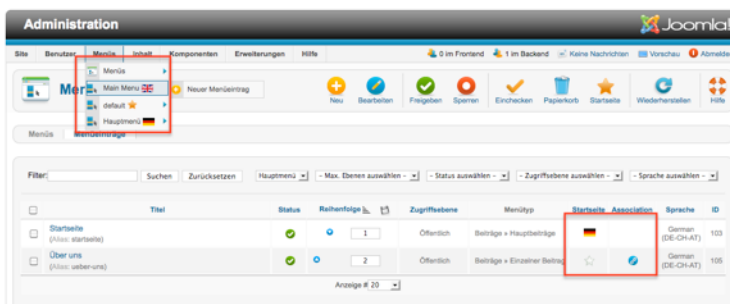 Administration
Joomla!
Site Benutzer Menüs Inhalt Komponenten Erweiterungen Hilfe 0 im Frontend 1 im Backend Keine Nachrichten Vorschau Abmelde
Menüs
Main Menu
default
Hauptmenü
Men
Neuer Menüeintrag
Neu Bearbeiten Freigeben Sperren Einchecken Papierkorb Startseite Wiederherstellen Hilfe
Menüs Menüeinträge
Filter: Suchen Zurücksetzen Hauptmenü - Max. Ebenen auswählen - - Status auswählen - - Zugriffsebene auswählen - - Sprache auswählen -
Titel Status Reihenfolge Zugriffsebene Menütyp Startseite Association Sprache ID
Startseite
(Alias: startseite)
1 Öffentlich Beiträge » Hauptbeiträge
German
(DE-CH-AT)
103
Über uns
(Alias: ueber-uns)
2 Öffentlich Beiträge » Einzelner Beitrag
German
(DE-CH-AT)
105
Anzeige # 20